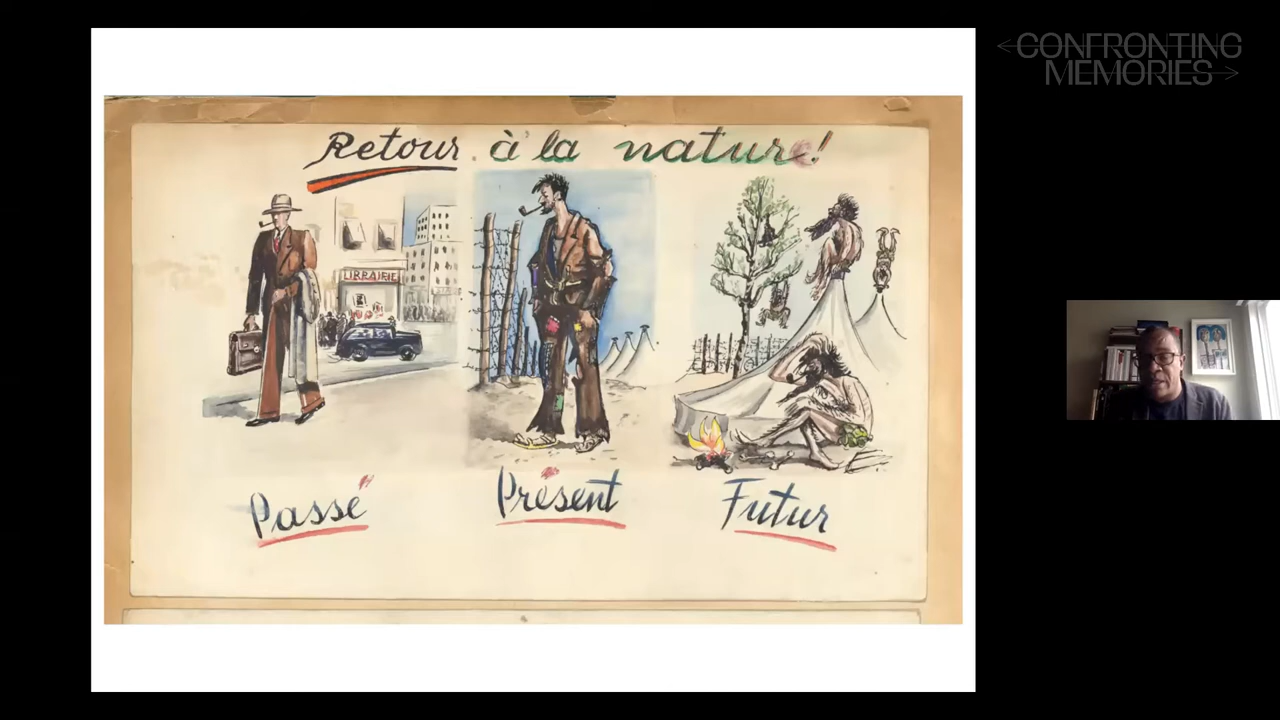 CONFRONTING
MEMORIES
Retour à la nature!
LIBRAIRIE
Passé
Présent
Futur